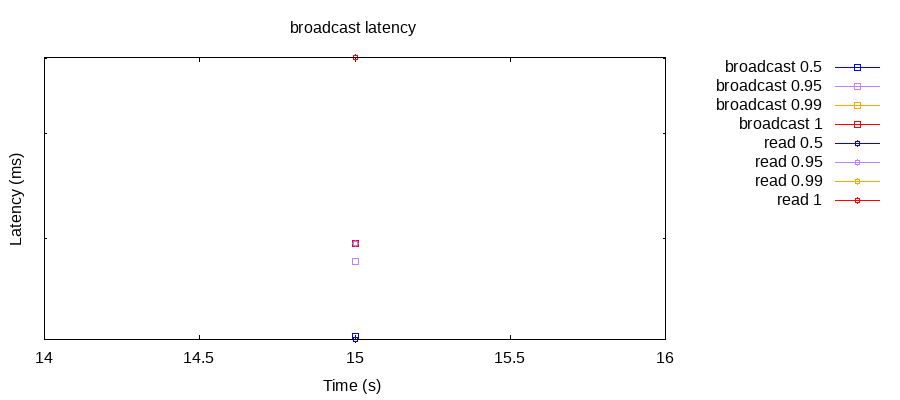 broadcast latency
broadcast 0.5
broadcast 0.95
broadcast 0.99
broadcast 1
read 0.5
read 0.95
read 0.99
read 1
Latency (ms)
14
14.5
15
15.5
16
Time (s)